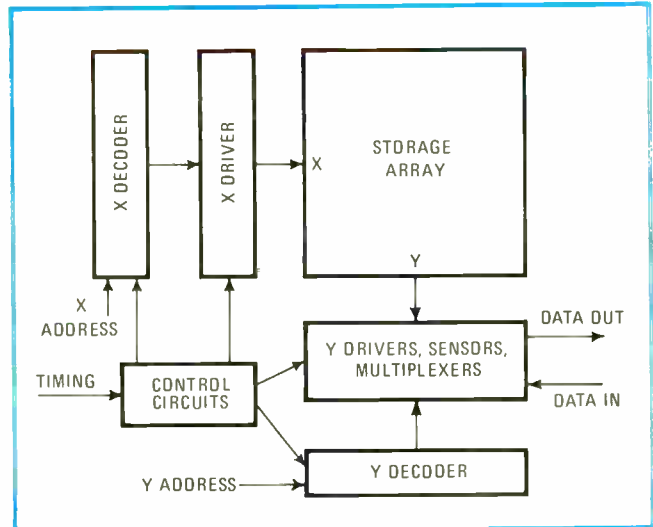 X DECODER
X DRIVER
X
STORAGE
ARRAY
Y
X
ADDRESS
TIMING
CONTROL
CIRCUITS
Y DRIVERS, SENSORS,
MULTIPLEXERS
DATA OUT
DATA IN
Y ADDRESS
Y DECODER